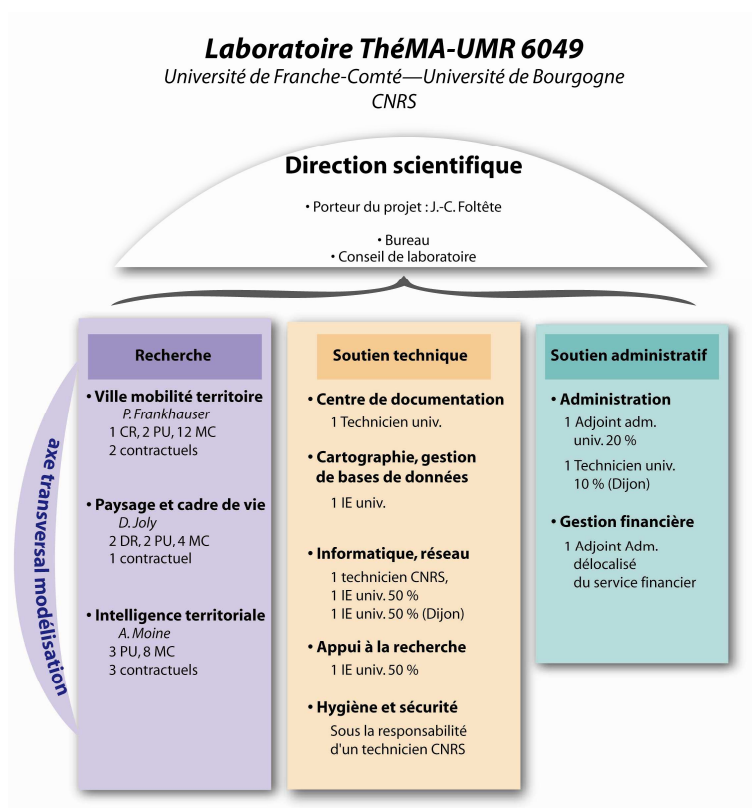 Laboratoire ThéMA-UMR 6049
Université de Franche-Comté—Université de Bourgogne
CNRS
Direction scientifique
• Porteur du projet : J.-C. Foltête
• Bureau
• Conseil de laboratoire
axe transversal modélisation
Recherche
• Ville mobilité territoire
P. Frankhauser
1 CR, 2 PU, 12 MC
2 contractuels
• Paysage et cadre de vie
D. Joly
2 DR, 2 PU, 4 MC
1 contractuel
• Intelligence territoriale
A. Moine
3 PU, 8 MC
3 contractuels
Soutien technique
• Centre de documentation
1 Technicien univ.
• Cartographie, gestion
de bases de données
1 IE univ.
• Informatique, réseau
1 technicien CNRS,
1 IE univ. 50 %
1 IE univ. 50 % (Dijon)
• Appui à la recherche
1 IE univ. 50 %
• Hygiène et sécurité
Sous la responsabilité
d'un technicien CNRS
Soutien administratif
• Administration
1 Adjoint adm.
univ. 20 %
1 Technicien univ.
10 % (Dijon)
• Gestion financière
1 Adjoint Adm.
délocalisé
du service financier